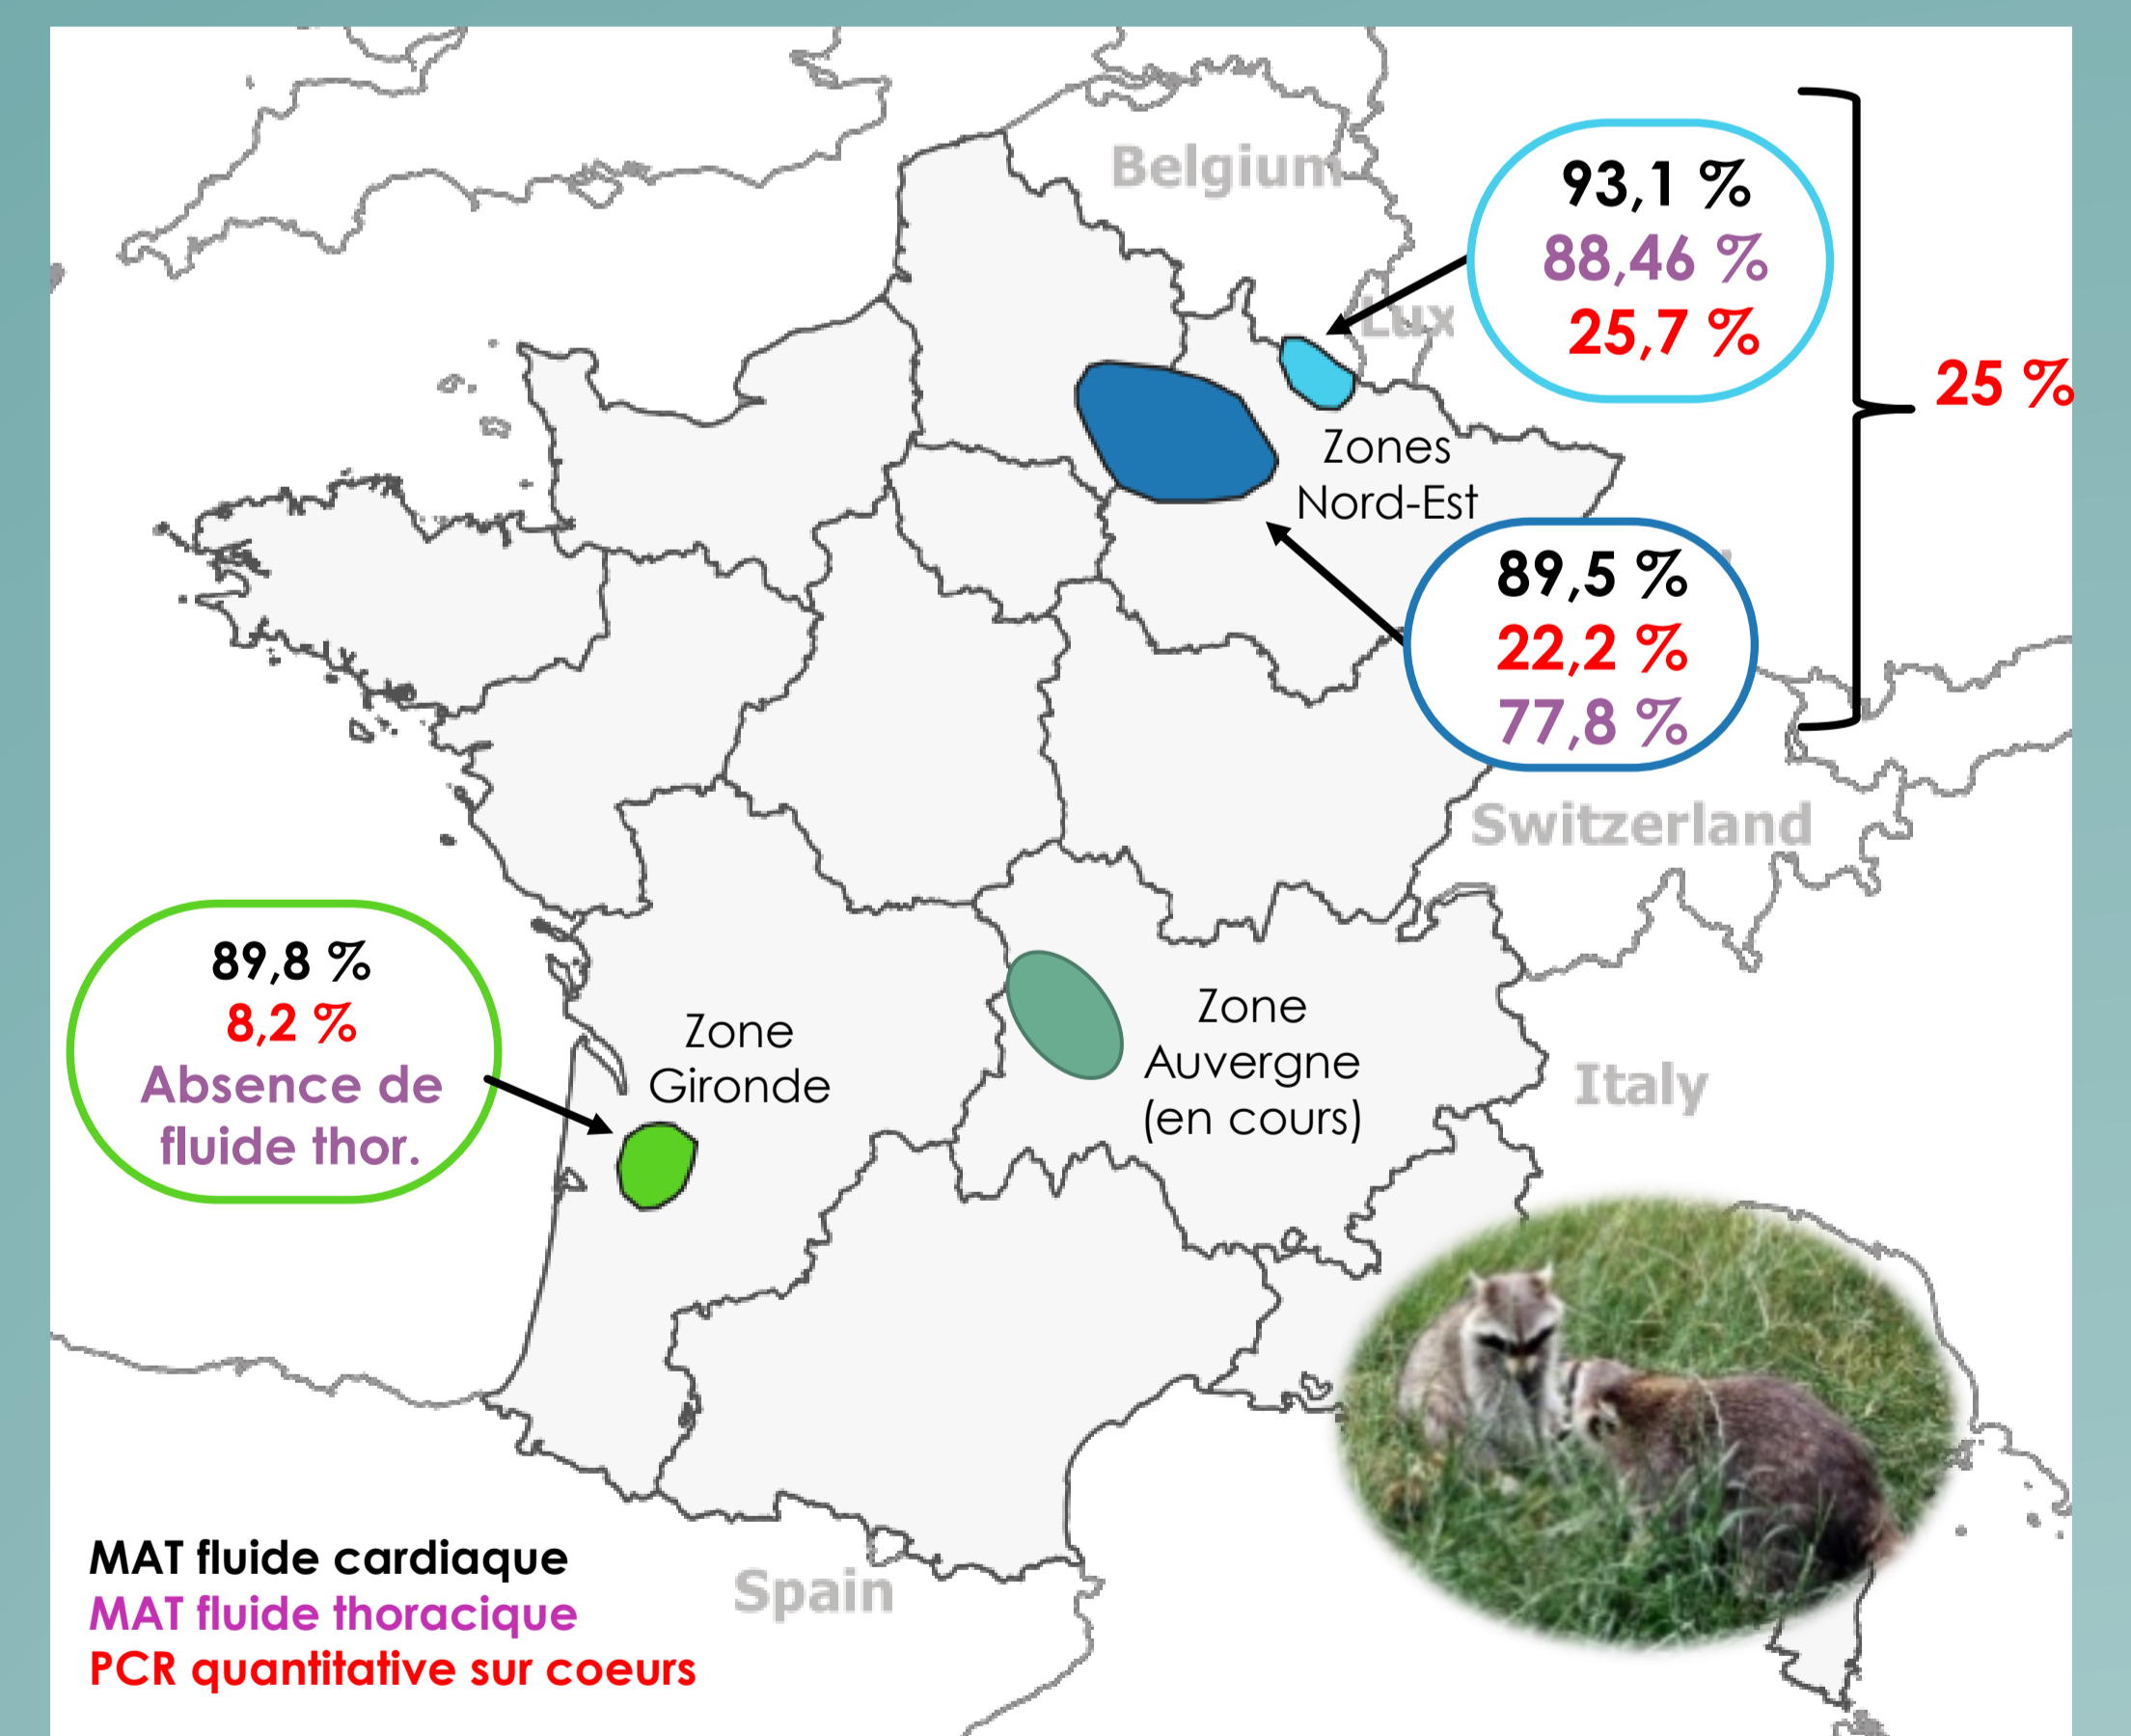 Belgium
93,1 %
88,46 %
25,7 %
Lux
25 %
Zones
Nord-Est
89,5 %
22,2 %
77,8 %
Switzerland
89,8 %
8,2 %
Absence de
fluide thor.
Zone
Gironde
Zone
Auvergne
(en cours)
Italy
MAT fluide cardiaque
MAT fluide thoracique
PCR quantitative sur coeurs
Spain